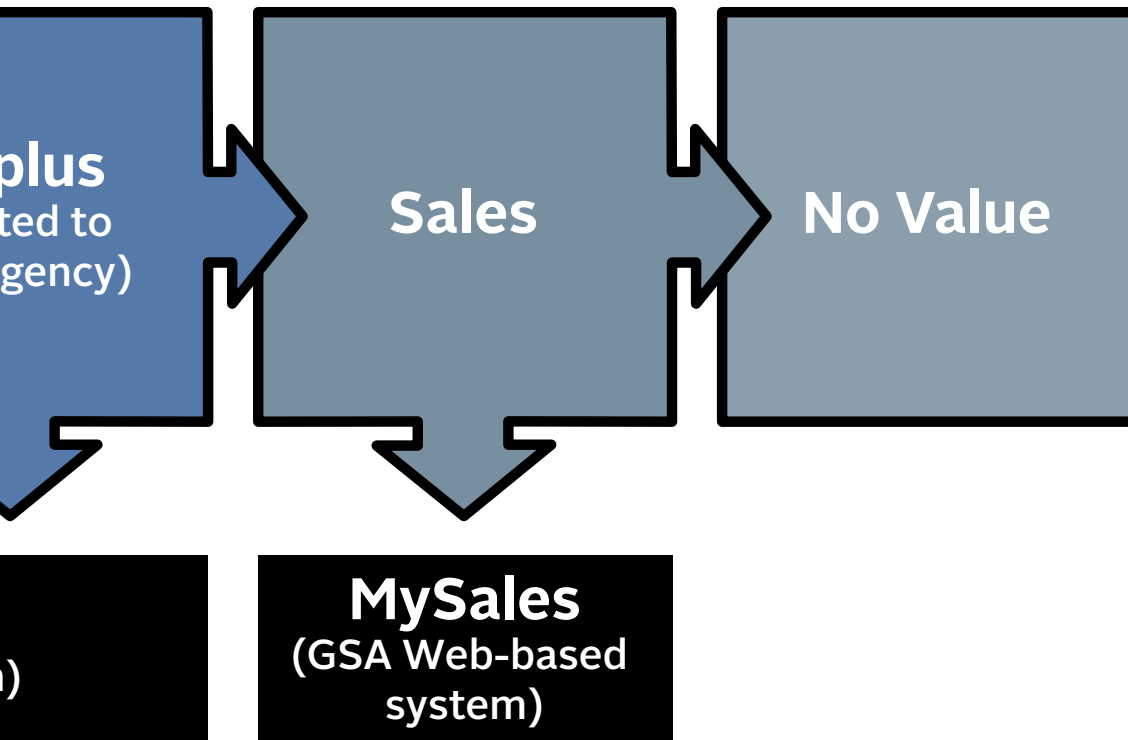 plus
ted to
gency)
Sales
No Value
)
MySales
(GSA Web-based
system)